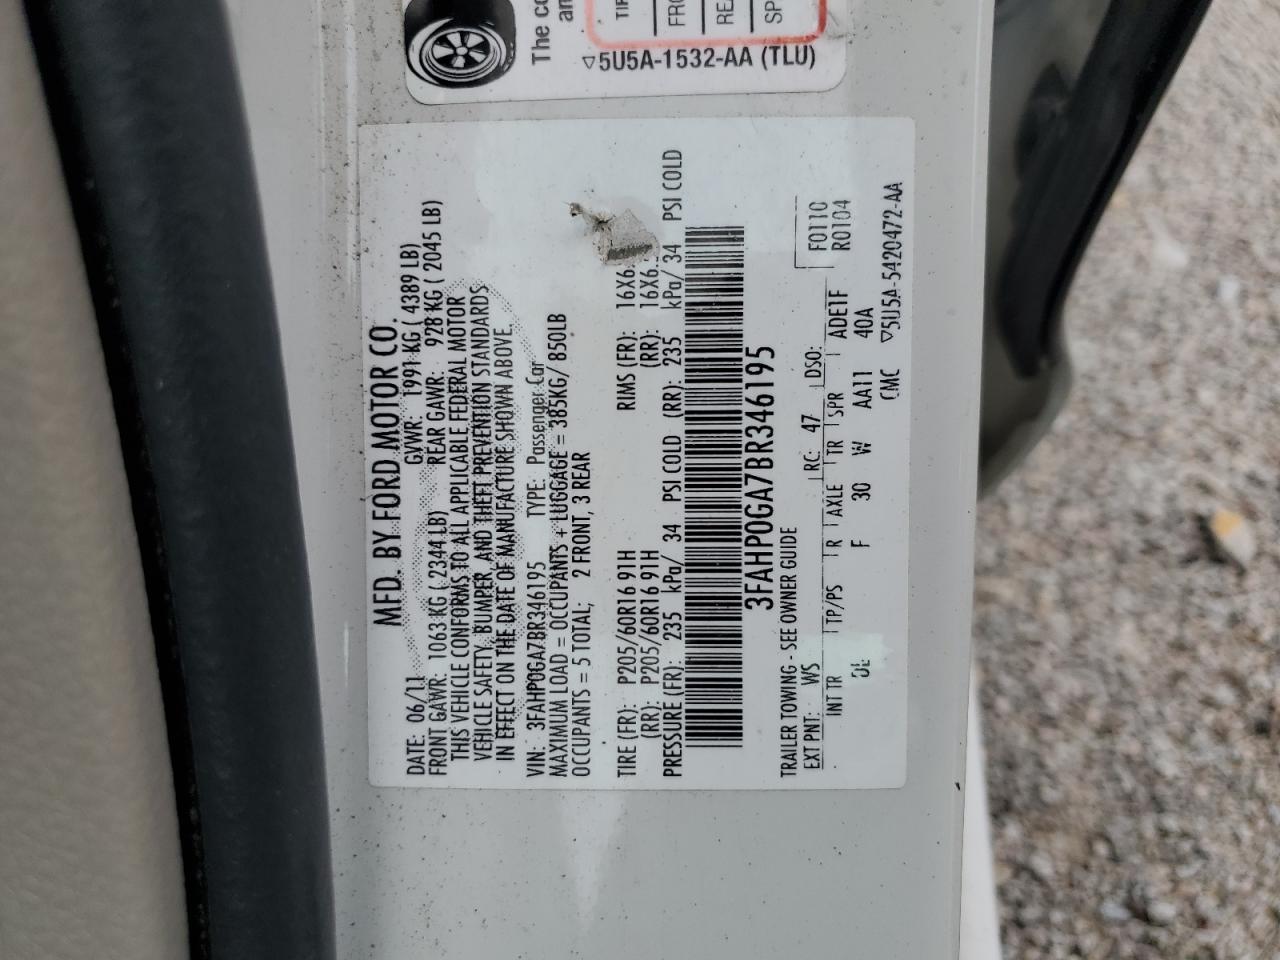 The co
an
TIR
FRO
REA
SP
▽5U5A-1532-AA (TLU)
MFD. BY FORD MOTOR CO.
DATE: 06/11 GVWR: 1991 KG ( 4389 LB)
FRONT GAWR: 1063 KG ( 2344 LB) REAR GAWR: 928 KG ( 2045 LB)
THIS VEHICLE CONFORMS TO ALL APPLICABLE FEDERAL MOTOR
VEHICLE SAFETY, BUMPER, AND THEFT PREVENTION STANDARDS
IN EFFECT ON THE DATE OF MANUFACTURE SHOWN ABOVE.
VIN: 3FAHP0GA7BR346195 TYPE: Passenger Car
MAXIMUM LOAD = OCCUPANTS + LUGGAGE = 385KG/ 850LB
OCCUPANTS = 5 TOTAL; 2 FRONT, 3 REAR
TIRE (FR): P205/60R16 91H RIMS (FR): 16X6.
(RR): P205/60R16 91H (RR): 16X6.
PRESSURE (FR): 235 kPa/ 34 PSI COLD (RR): 235 kPa/ 34 PSI COLD
3FAHP0GA7BR346195
TRAILER TOWING - SEE OWNER GUIDE F0110
EXT PNT: WS RC: 47 DSO: R0104
INT TR TP/PS R AXLE TR SPR ADE1F
DL F 30 W AA11 40A
CMC ▽5U5A-5420472-AA